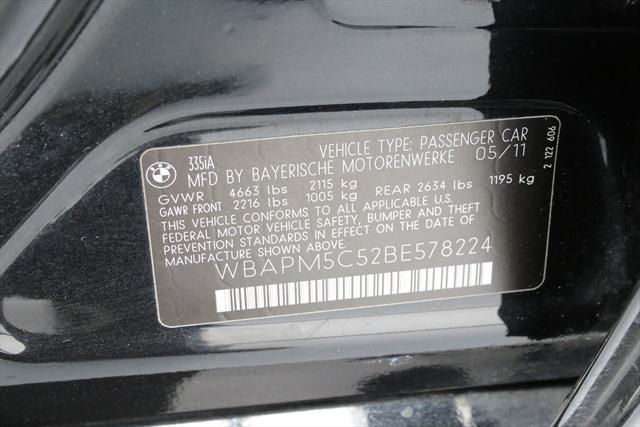 335iA VEHICLE TYPE: PASSENGER CAR
MFD BY BAYERISCHE MOTORENWERKE 05/11
GVWR 4663 lbs 2115 kg
GAWR FRONT 2216 lbs 1005 kg REAR 2634 lbs 1195 kg
THIS VEHICLE CONFORMS TO ALL APPLICABLE U.S.
FEDERAL MOTOR VEHICLE SAFETY, BUMPER AND THEFT
PREVENTION STANDARDS IN EFFECT ON THE DATE OF
MANUFACTURE SHOWN ABOVE.
WBAPM5C52BE578224
2 122 606